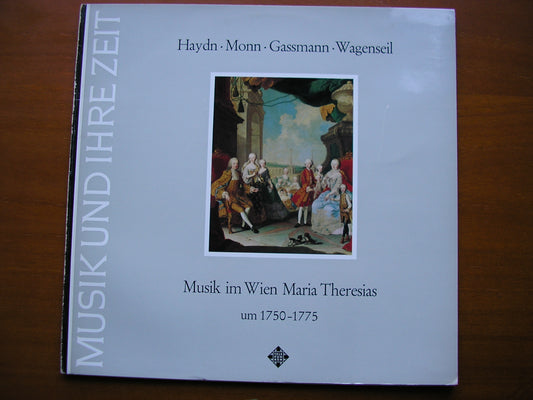 MUSIK UND IHRE ZEIT
Haydn · Monn · Gassmann · Wagenseil
Musik im Wien Maria Theresias
um 1750-1775